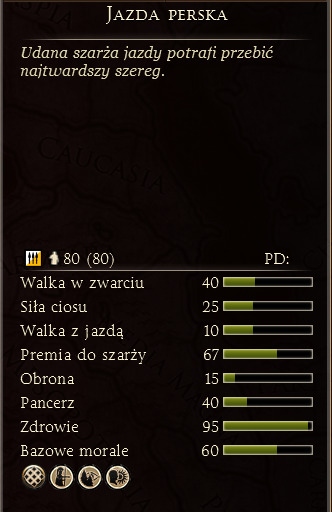 Jazda perska
Udana szarża jazdy potrafi przebić
najtwardszy szereg.
CAUCASIA
80 (80) PD:
Walka w zwarciu 40
Siła ciosu 25
Walka z jazdą 10
Premia do szarży 67
Obrona 15
Pancerz 40
Zdrowie 95
Bazowe morale 60